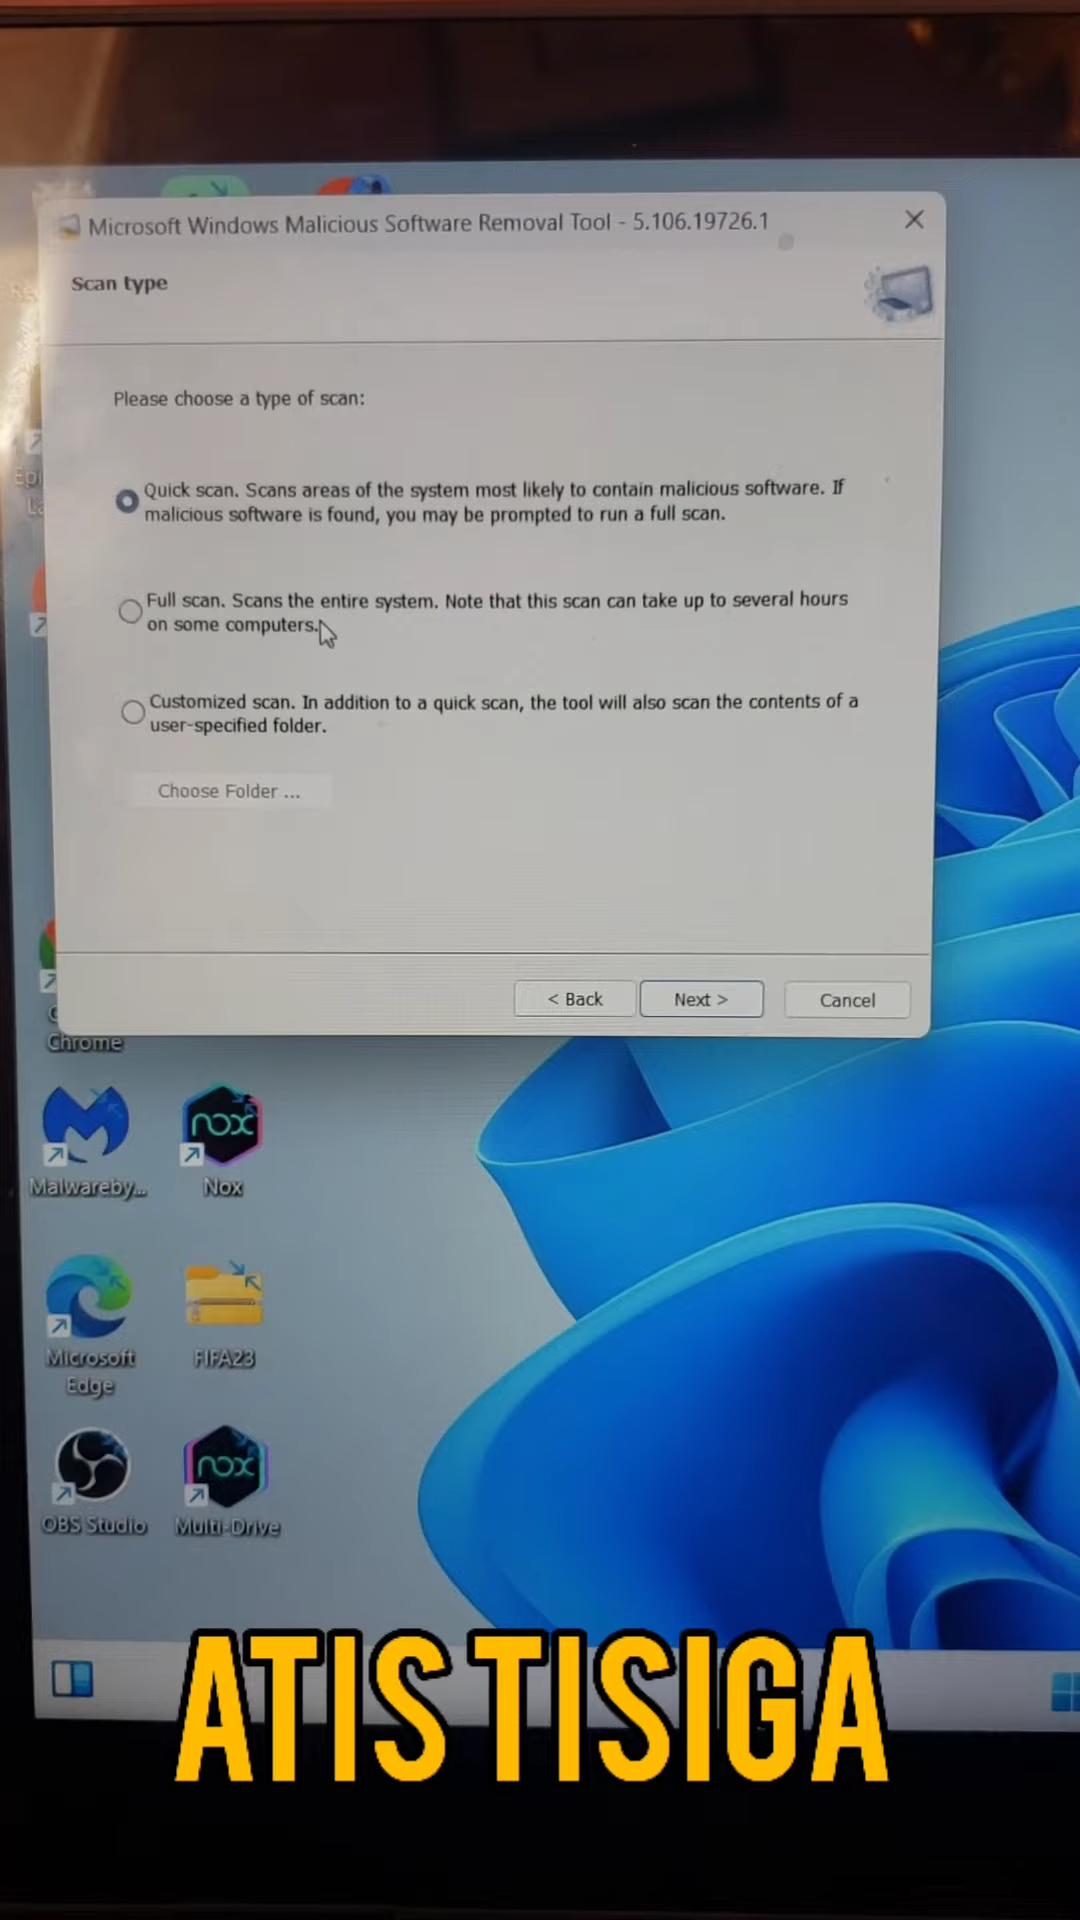 Microsoft Windows Malicious Software Removal Tool - 5.106.19726.1
Scan type
Please choose a type of scan:
Quick scan. Scans areas of the system most likely to contain malicious software. If
malicious software is found, you may be prompted to run a full scan.
Full scan. Scans the entire system. Note that this scan can take up to several hours
on some computers.
Customized scan. In addition to a quick scan, the tool will also scan the contents of a
user-specified folder.
Choose Folder ...
< Back
Next >
Cancel
Chrome
Malwareby...
nox
Nox
Microsoft
Edge
FIFA23
OBS Studio
nox
Multi-Drive
ATIS TISIGA